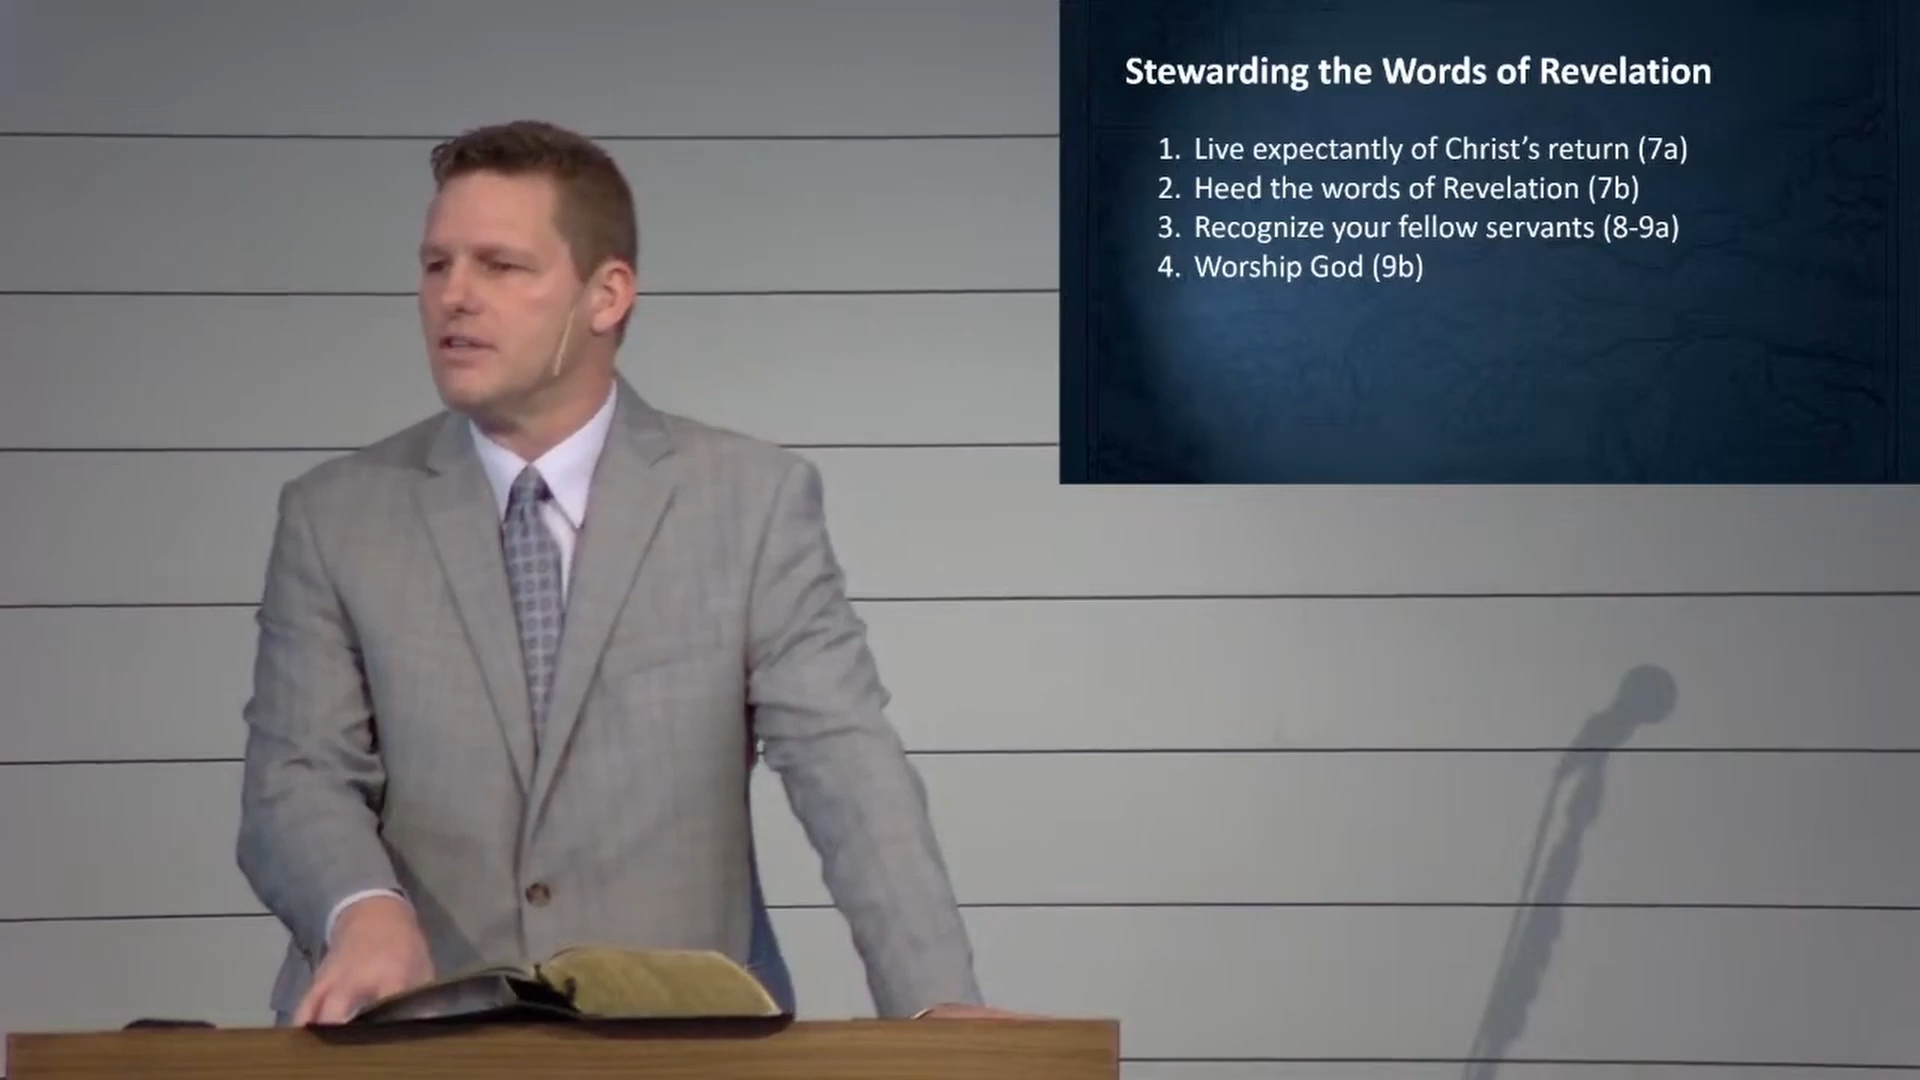 Stewarding the Words of Revelation
1. Live expectantly of Christ’s return (7a)
2. Heed the words of Revelation (7b)
3. Recognize your fellow servants (8-9a)
4. Worship God (9b)